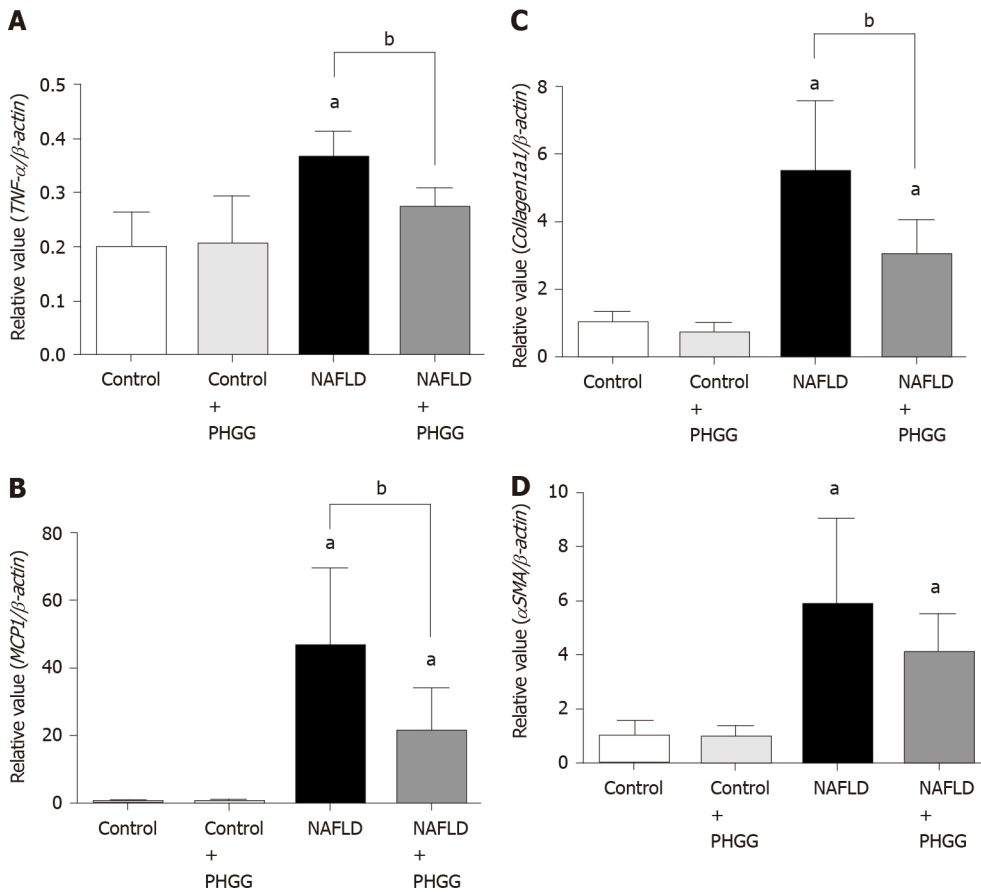 A
b
0.5
a
0.4
0.3
0.2
0.1
0.0
Relative value (TNF-α/β-actin)
Control
Control
+
PHGG
NAFLD
NAFLD
+
PHGG
B
b
80
a
60
40
a
20
0
Relative value (MCP1/β-actin)
Control
Control
+
PHGG
NAFLD
NAFLD
+
PHGG
C
b
8
a
6
4
a
2
0
Relative value (Collagen1a1/β-actin)
Control
Control
+
PHGG
NAFLD
NAFLD
+
PHGG
D
10
a
8
6
a
4
2
0
Relative value (αSMA/β-actin)
Control
Control
+
PHGG
NAFLD
NAFLD
+
PHGG